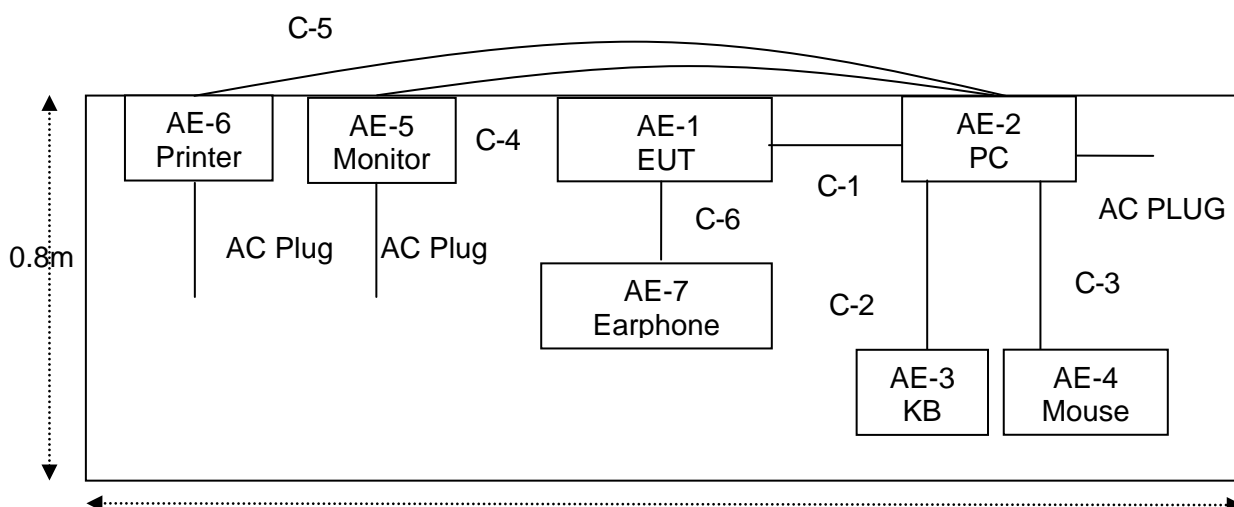 C-5
AE-6
Printer
AE-5
Monitor
C-4
AE-1
EUT
AE-2
PC
C-1
AC PLUG
C-6
AC Plug
AC Plug
0.8m
AE-7
Earphone
C-2
C-3
AE-3
KB
AE-4
Mouse